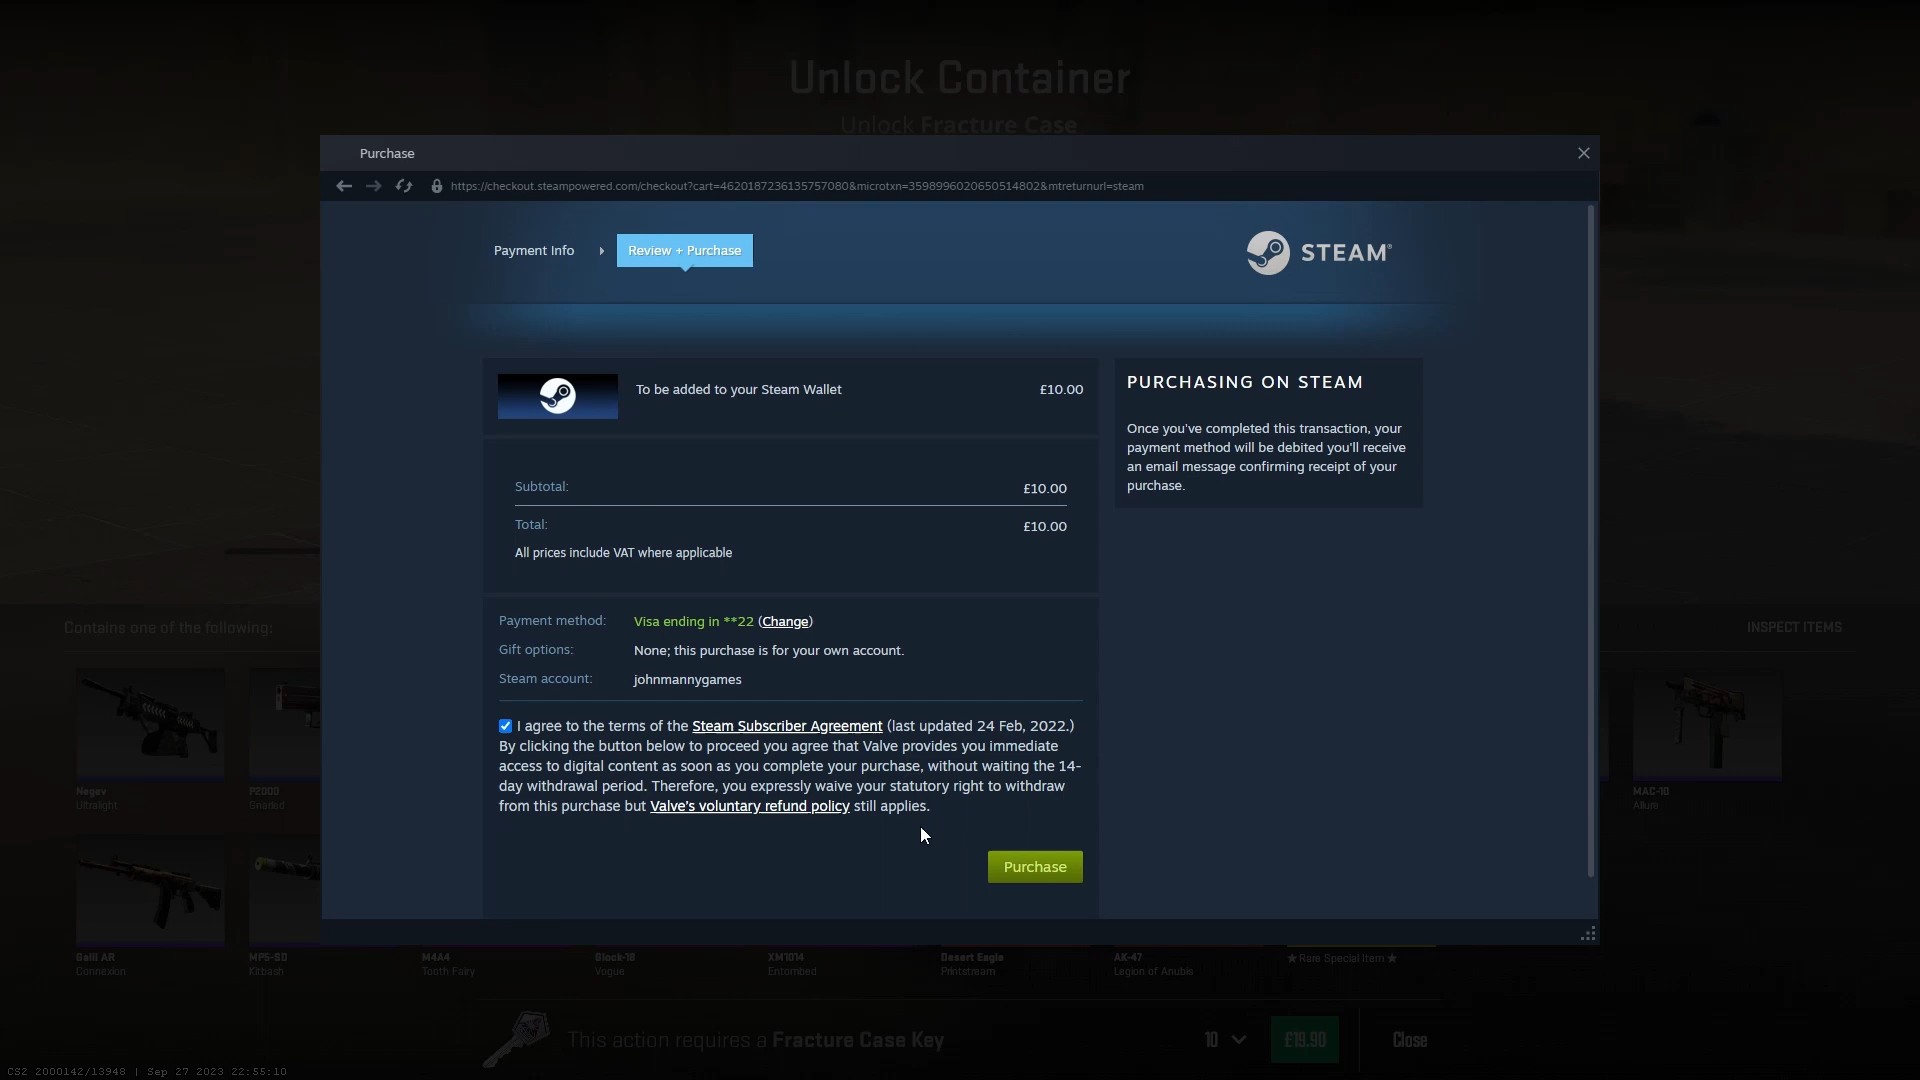 Unlock Container
Unlock Fracture Case
Purchase
https://checkout.steampowered.com/checkout?cart=4620187236135757080&microtxn=3598996020650514802&mtreturnurl=steam
Payment Info
Review + Purchase
STEAM®
To be added to your Steam Wallet £10.00
Subtotal: £10.00
Total: £10.00
All prices include VAT where applicable
PURCHASING ON STEAM
Once you've completed this transaction, your
payment method will be debited you'll receive
an email message confirming receipt of your
purchase.
Payment method: Visa ending in **22 (Change)
Gift options: None; this purchase is for your own account.
Steam account: johnmannygames
I agree to the terms of the Steam Subscriber Agreement (last updated 24 Feb, 2022.)
By clicking the button below to proceed you agree that Valve provides you immediate
access to digital content as soon as you complete your purchase, without waiting the 14-
day withdrawal period. Therefore, you expressly waive your statutory right to withdraw
from this purchase but Valve's voluntary refund policy still applies.
Purchase
Contains one of the following:
INSPECT ITEMS
Negev
Ultralight
P2000
Gnarled
MAC-10
Allure
Galil AR
Connexion
MP5-SD
Kitbash
M4A4
Tooth Fairy
Glock-18
Vogue
XM1014
Entombed
Desert Eagle
Printstream
AK-47
Legion of Anubis
★ Rare Special Item ★
This action requires a Fracture Case Key
10
£19.90
Close
CS2 2000142/13948 | Sep 27 2023 22:55:10